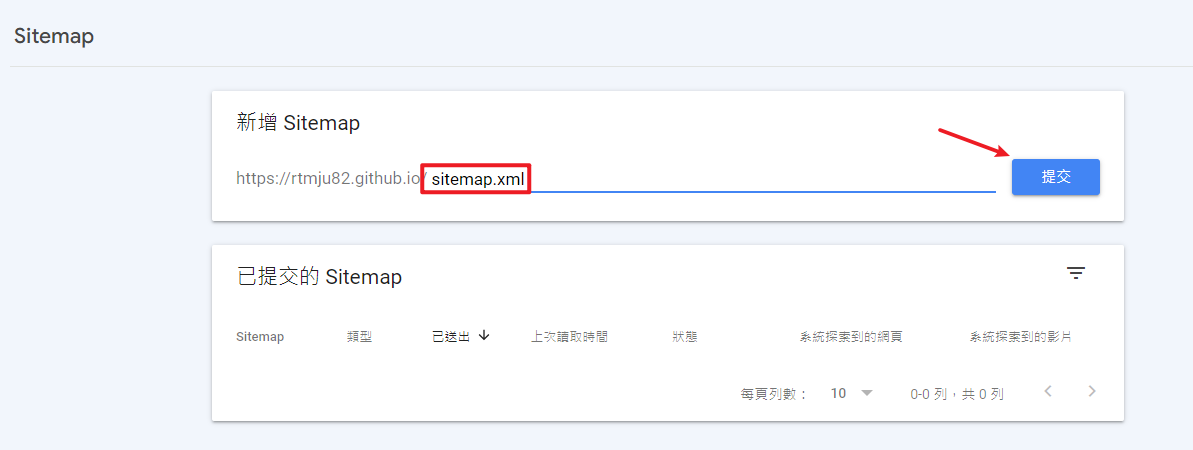 Sitemap
新增 Sitemap
https://rtmju82.github.io/ sitemap.xml
提交
已提交的 Sitemap
Sitemap 類型 已送出 上次讀取時間 狀態 系統探索到的網頁 系統探索到的影片
每頁列數： 10 0-0 列，共 0 列